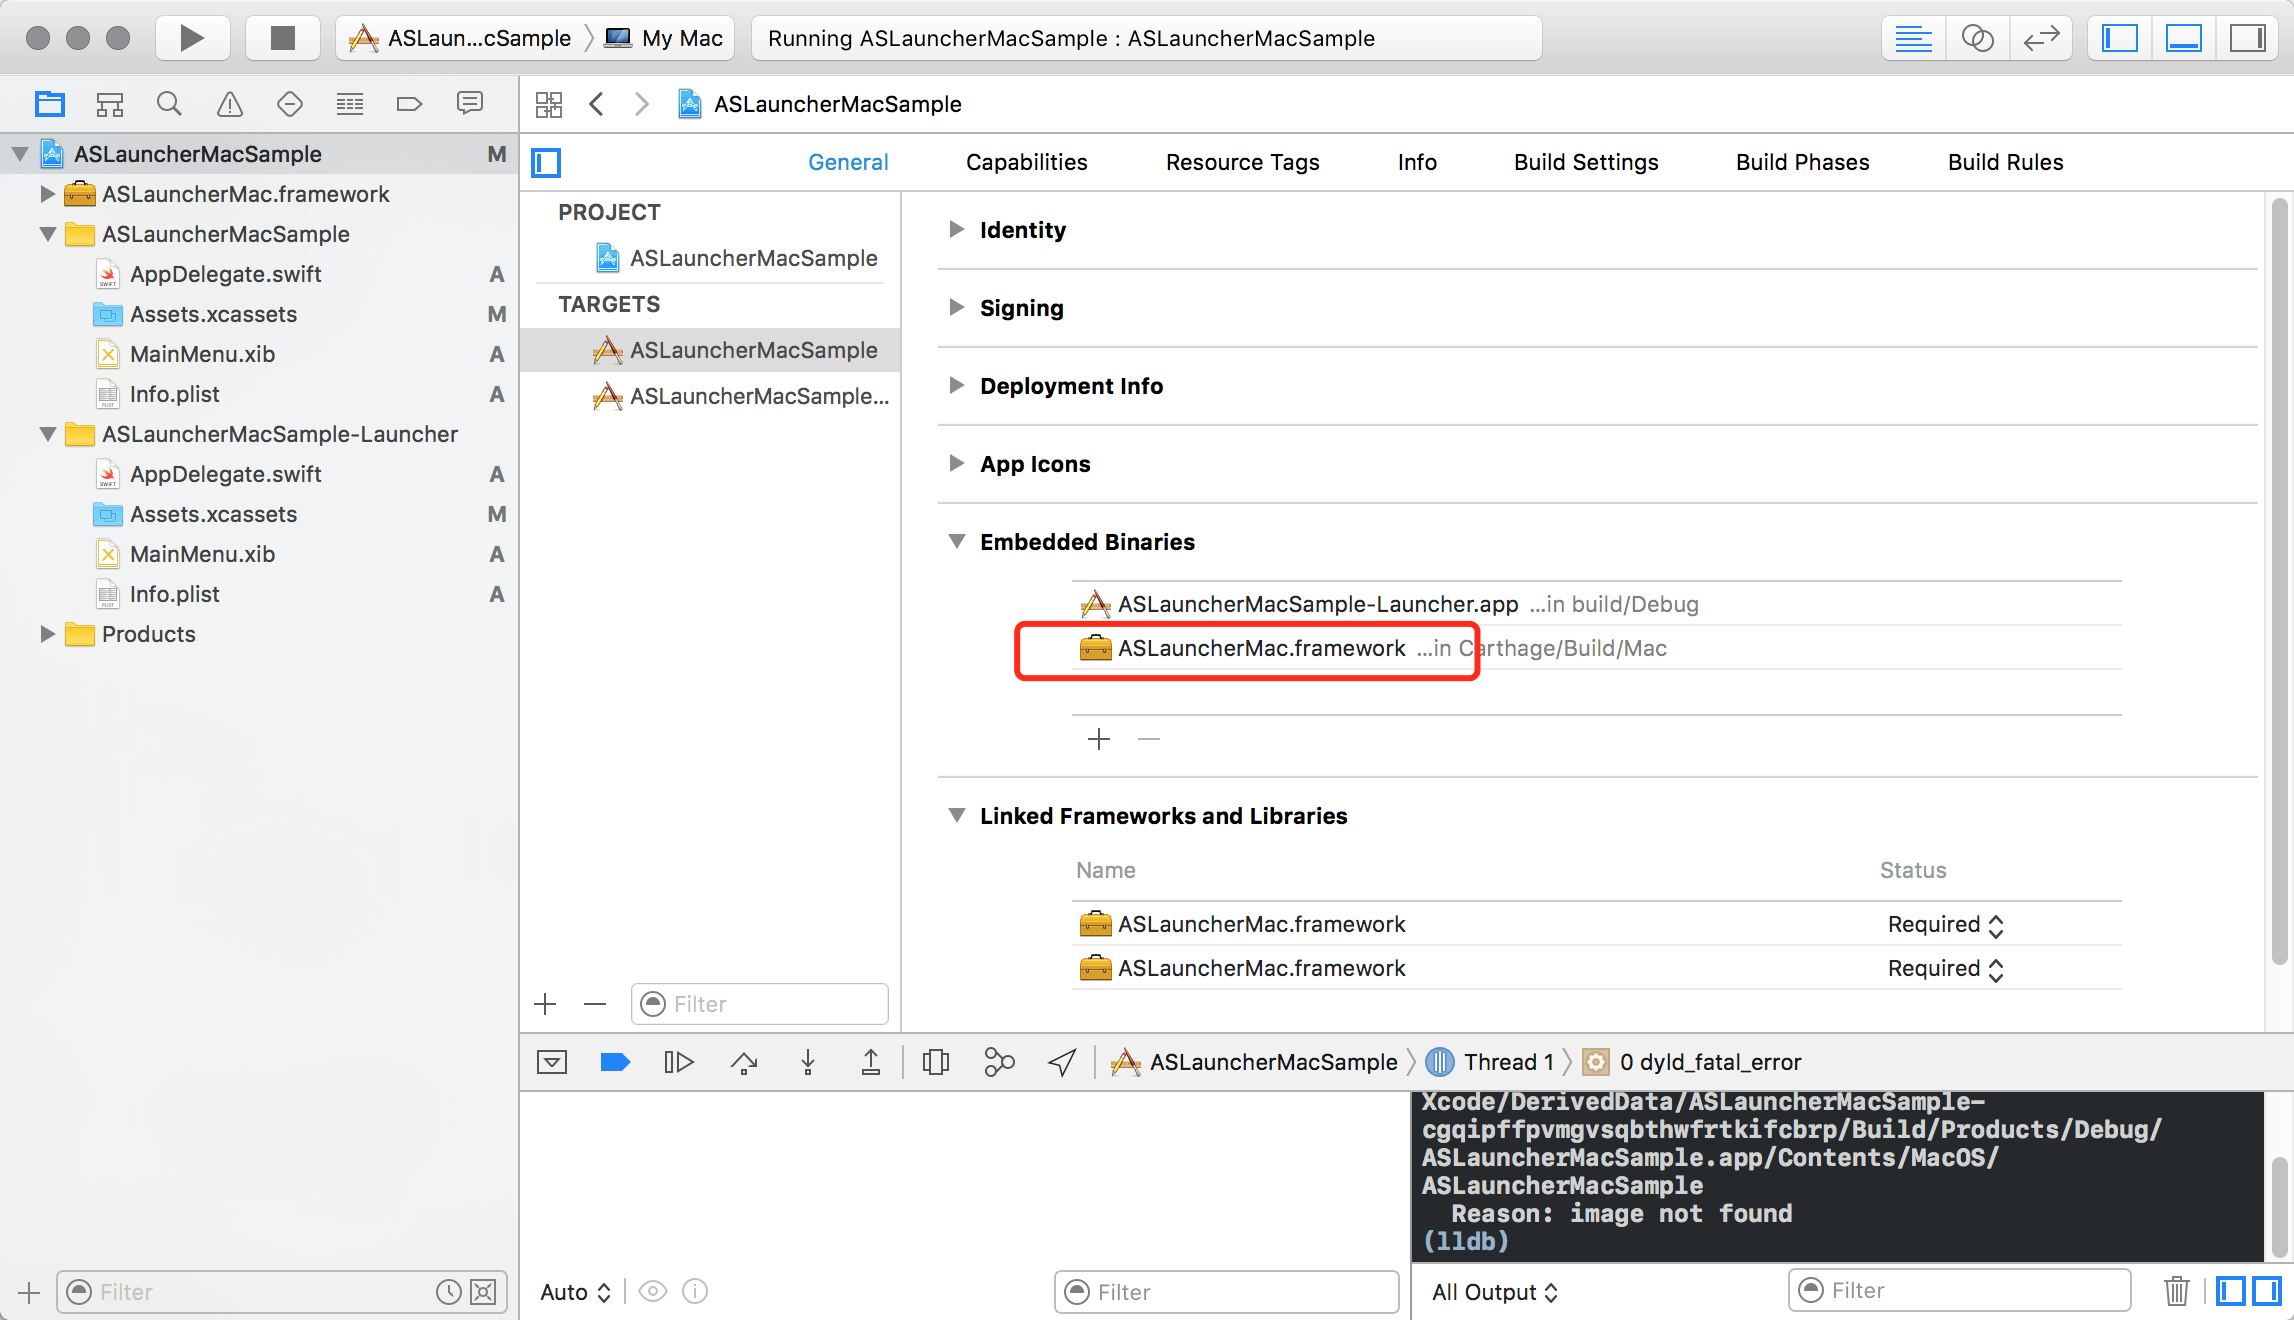 ASLaun...cSample
My Mac
Running ASLauncherMacSample : ASLauncherMacSample
ASLauncherMacSample M
ASLauncherMac.framework
ASLauncherMacSample
AppDelegate.swift A
Assets.xcassets M
MainMenu.xib A
Info.plist A
ASLauncherMacSample-Launcher
AppDelegate.swift A
Assets.xcassets M
MainMenu.xib A
Info.plist A
Products
Filter
ASLauncherMacSample
General Capabilities Resource Tags Info Build Settings Build Phases Build Rules
PROJECT
ASLauncherMacSample
TARGETS
ASLauncherMacSample
ASLauncherMacSample...
Filter
Identity
Signing
Deployment Info
App Icons
Embedded Binaries
ASLauncherMacSample-Launcher.app ...in build/Debug
ASLauncherMac.framework ...in Carthage/Build/Mac
Linked Frameworks and Libraries
Name Status
ASLauncherMac.framework Required
ASLauncherMac.framework Required
ASLauncherMacSample Thread 1 0 dyld_fatal_error
Xcode/DerivedData/ASLauncherMacSample-
cgqipffpvmgvsqbthwfrtkifcbrp/Build/Products/Debug/
ASLauncherMacSample.app/Contents/MacOS/
ASLauncherMacSample
Reason: image not found
(lldb)
Auto
Filter
All Output
Filter